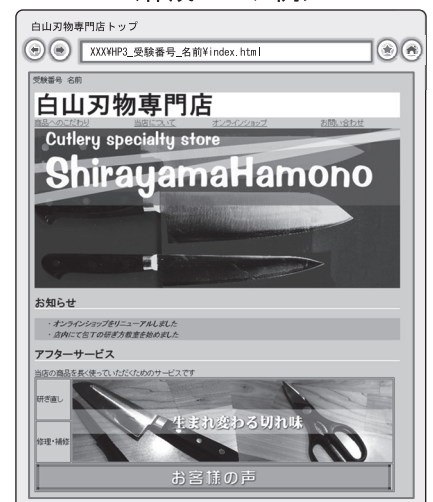 白山刃物専門店トップ
XXX¥HP3_受験番号_名前¥index.html
受験番号 名前
白山刃物専門店
商品へのこだわり 当店について オンラインショップ お問い合わせ
Cutlery specialty store
ShirayamaHamono
お知らせ
・オンラインショップをリニューアルしました
・店内にて包丁の研ぎ方教室を始めました
アフターサービス
当店の商品を長く使っていただくためのサービスです
研ぎ直し
生まれ変わる切れ味
修理・補修
お客様の声